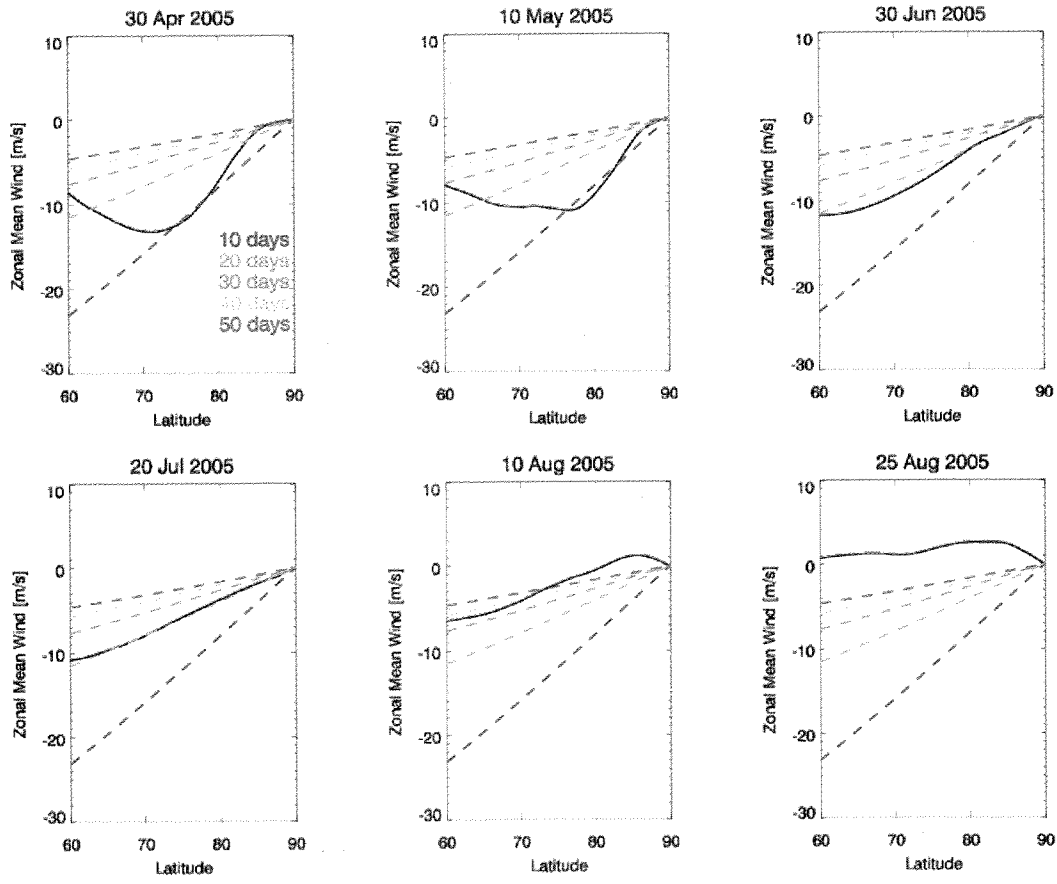 30 Apr 2005
10 May 2005
30 Jun 2005
Zonal Mean Wind [m/s]
10
0
-10
-20
-30
10 days
20 days
30 days
40 days
50 days
60
70
80
90
Latitude
Zonal Mean Wind [m/s]
10
0
-10
-20
-30
60
70
80
90
Latitude
Zonal Mean Wind [m/s]
10
0
-10
-20
-30
60
70
80
90
Latitude
20 Jul 2005
10 Aug 2005
25 Aug 2005
Zonal Mean Wind [m/s]
10
0
-10
-20
-30
60
70
80
90
Latitude
Zonal Mean Wind [m/s]
10
0
-10
-20
-30
60
70
80
90
Latitude
Zonal Mean Wind [m/s]
10
0
-10
-20
-30
60
70
80
90
Latitude